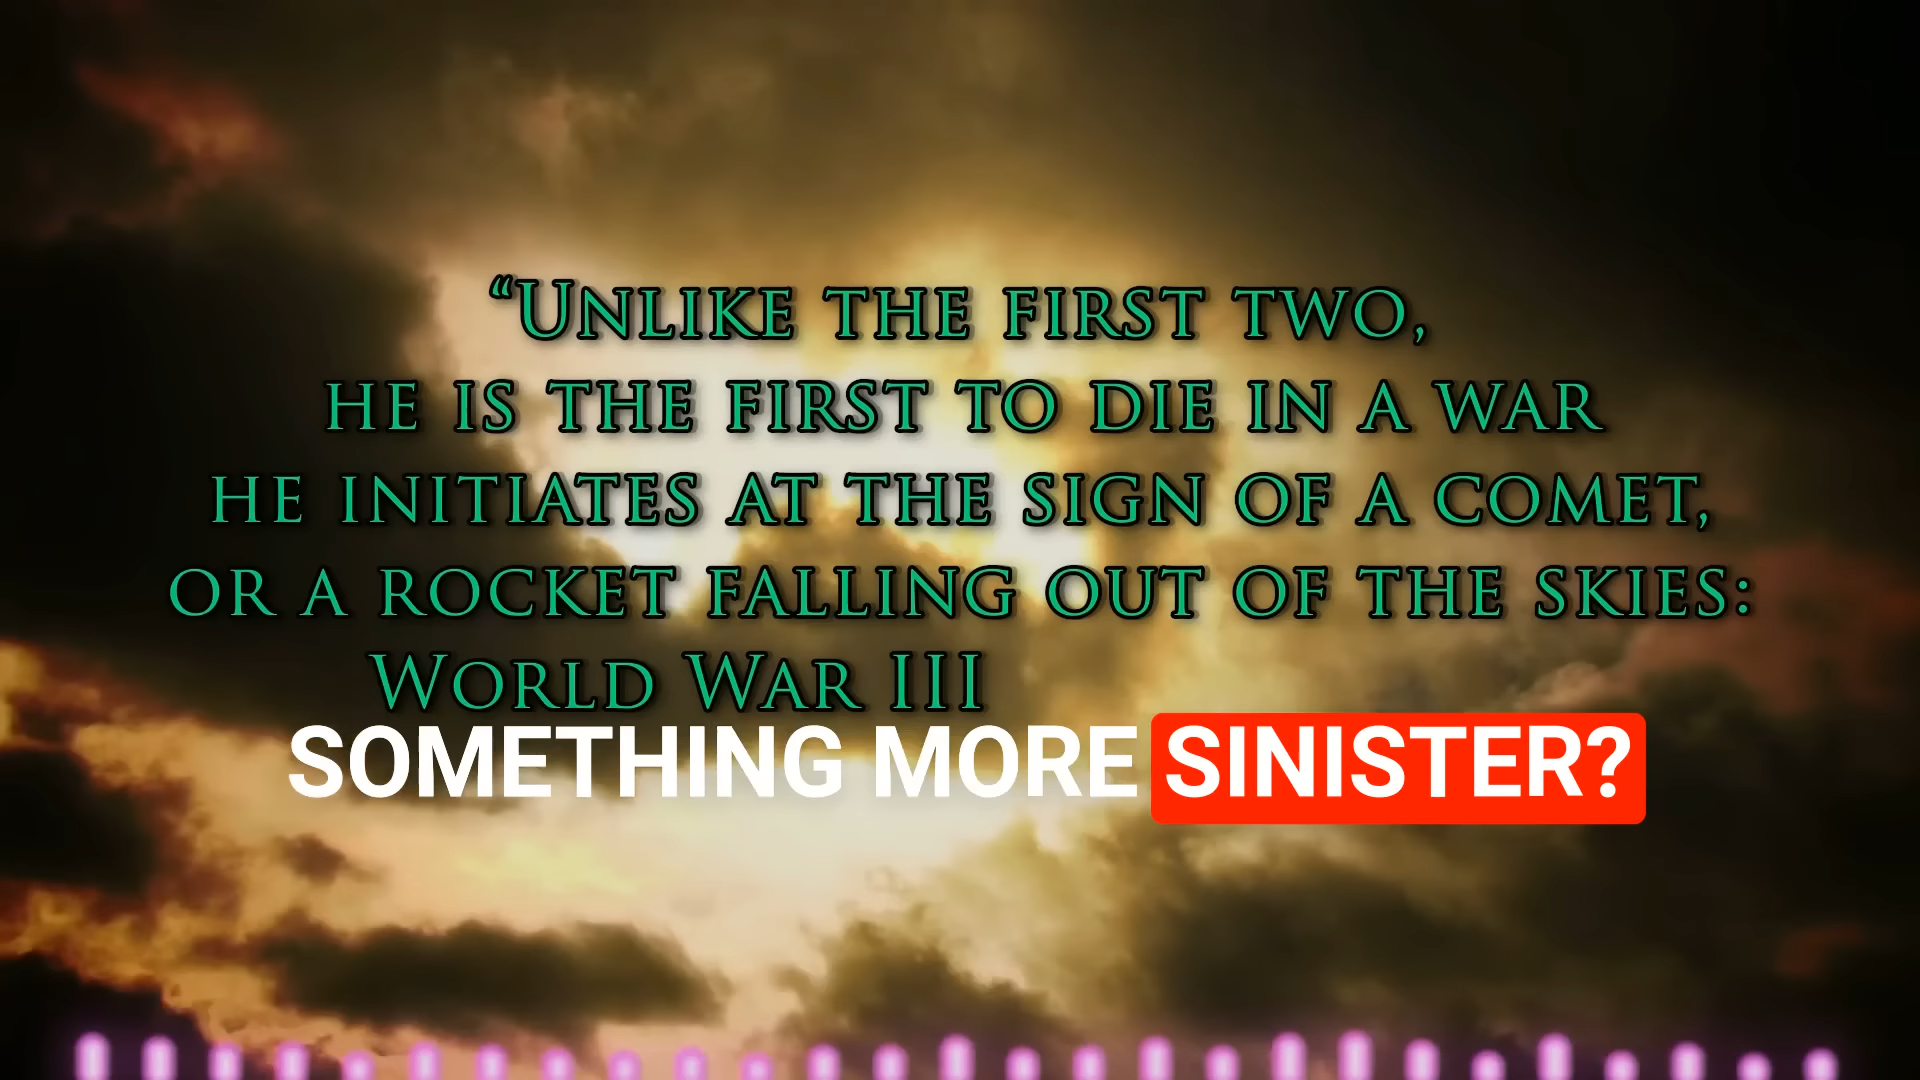 “Unlike the first two,
he is the first to die in a war
he initiates at the sign of a comet,
or a rocket falling out of the skies:
World War III
SOMETHING MORE SINISTER?